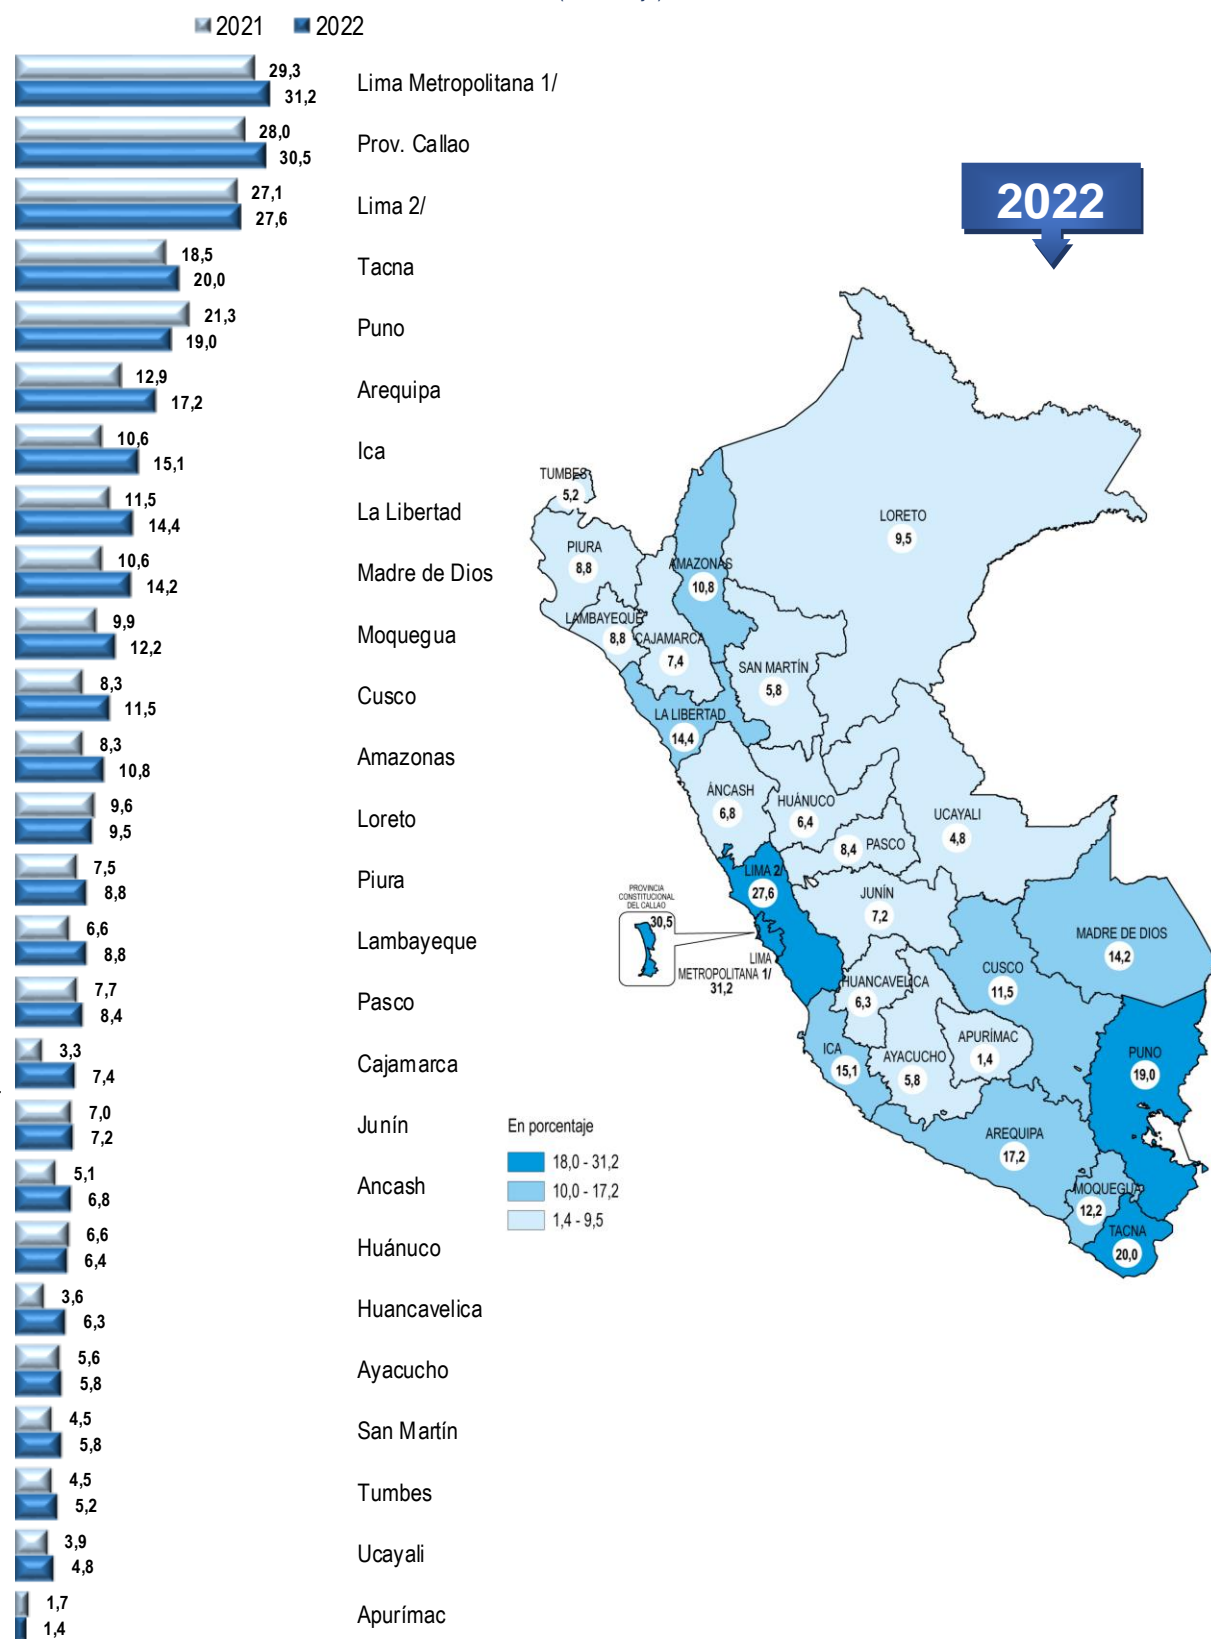 2021 2022
29,3
31,2
Lima Metropolitana 1/
28,0
30,5
Prov. Callao
27,1
27,6
Lima 2/
18,5
20,0
Tacna
21,3
19,0
Puno
12,9
17,2
Arequipa
10,6
15,1
Ica
11,5
14,4
La Libertad
10,6
14,2
Madre de Dios
9,9
12,2
Moquegua
8,3
11,5
Cusco
8,3
10,8
Amazonas
9,6
9,5
Loreto
7,5
8,8
Piura
6,6
8,8
Lambayeque
7,7
8,4
Pasco
3,3
7,4
Cajamarca
7,0
7,2
Junín
5,1
6,8
Ancash
6,6
6,4
Huánuco
3,6
6,3
Huancavelica
5,6
5,8
Ayacucho
4,5
5,8
San Martín
4,5
5,2
Tumbes
3,9
4,8
Ucayali
1,7
1,4
Apurímac
2022
TUMBES
5,2
LORETO
9,5
PIURA
8,8
AMAZONAS
10,8
LAMBAYEQUE
8,8
CAJAMARCA
7,4
SAN MARTÍN
5,8
LA LIBERTAD
14,4
ÁNCASH
6,8
HUÁNUCO
6,4
UCAYALI
4,8
8,4 PASCO
LIMA 2/
27,6
JUNÍN
7,2
PROVINCIA
CONSTITUCIONAL
DEL CALLAO
30,5
LIMA
METROPOLITANA 1/
31,2
MADRE DE DIOS
14,2
CUSCO
11,5
HUANCAVELICA
6,3
APURÍMAC
1,4
ICA
15,1
AYACUCHO
5,8
PUNO
19,0
AREQUIPA
17,2
MOQUEGUA
12,2
TACNA
20,0
En porcentaje
18,0 - 31,2
10,0 - 17,2
1,4 - 9,5